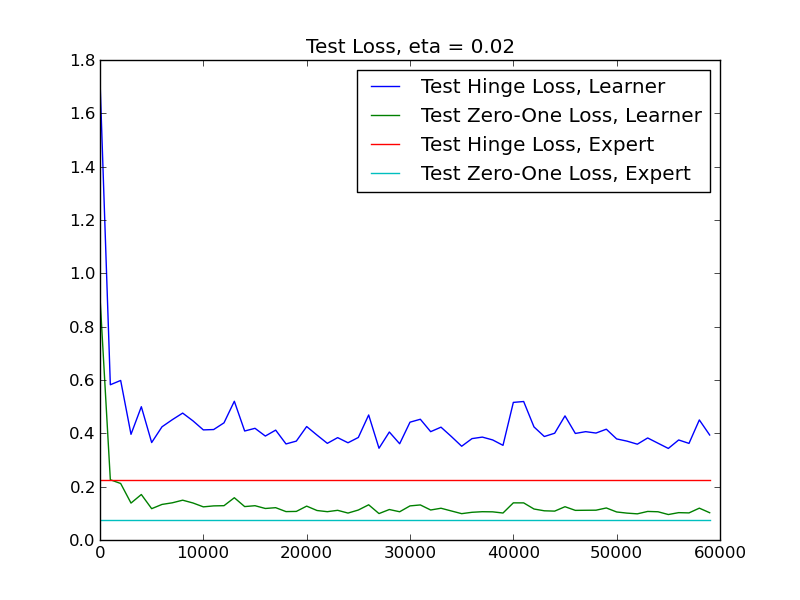 Test Loss, eta = 0.02
Test Hinge Loss, Learner
Test Zero-One Loss, Learner
Test Hinge Loss, Expert
Test Zero-One Loss, Expert
1.8
1.6
1.4
1.2
1.0
0.8
0.6
0.4
0.2
0.0
0 10000 20000 30000 40000 50000 60000